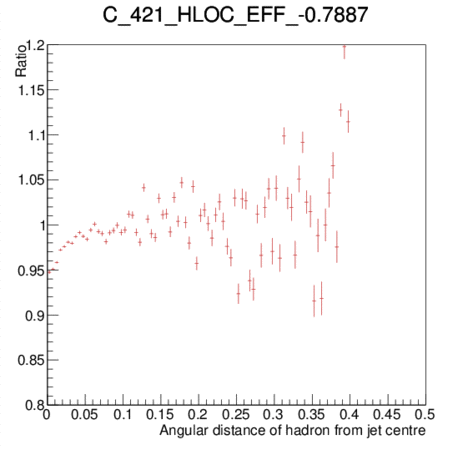 C_421_HLOC_EFF_-0.7887
Ratio
1.2
1.15
1.1
1.05
1
0.95
0.9
0.85
0.8
0 0.05 0.1 0.15 0.2 0.25 0.3 0.35 0.4 0.45 0.5
Angular distance of hadron from jet centre